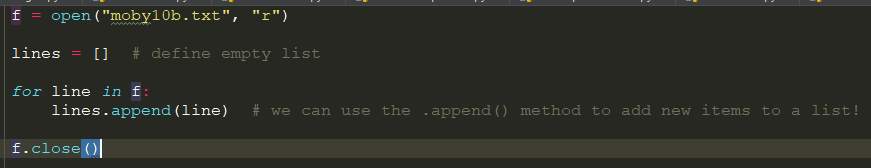 f = open("moby10b.txt", "r")
lines = []  # define empty list
for line in f:
    lines.append(line)  # we can use the .append() method to add new items to a list!
f.close()